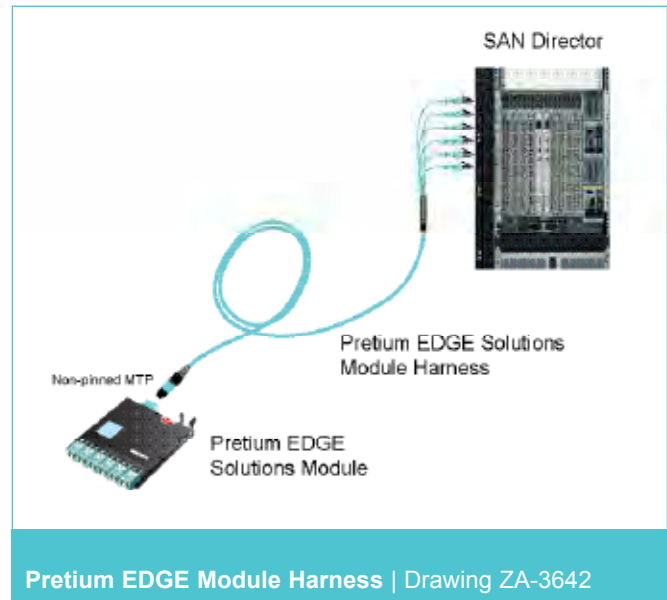 SAN Director
Pretium EDGE Solutions
Module Harness
Non-pinned MTP
Pretium EDGE
Solutions Module
Pretium EDGE Module Harness | Drawing ZA-3642